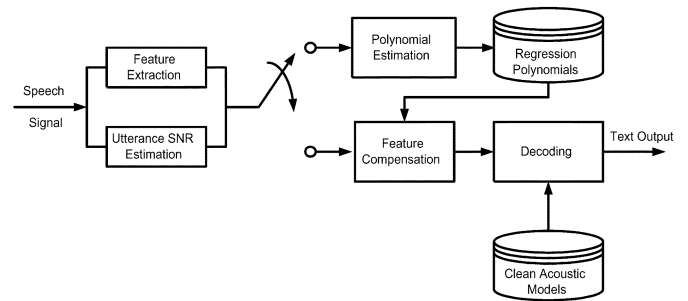 Speech
Signal
Feature
Extraction
Utterance SNR
Estimation
Polynomial
Estimation
Regression
Polynomials
Feature
Compensation
Decoding
Text Output
Clean Acoustic
Models